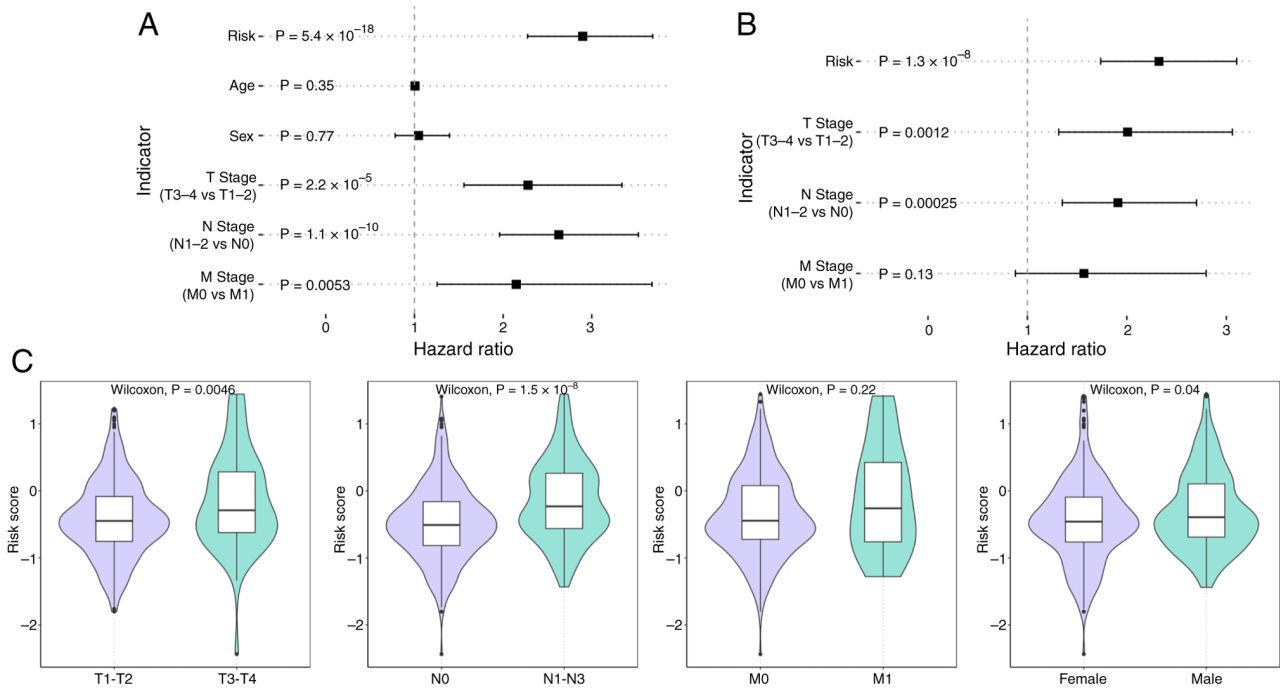 A
Risk
P = 5.4 × 10⁻¹⁸
Age
P = 0.35
Sex
P = 0.77
T Stage
(T3–4 vs T1–2)
P = 2.2 × 10⁻⁵
N Stage
(N1–2 vs N0)
P = 1.1 × 10⁻¹⁰
M Stage
(M0 vs M1)
P = 0.0053
Indicator
0 1 2 3
Hazard ratio
B
Risk
P = 1.3 × 10⁻⁸
T Stage
(T3–4 vs T1–2)
P = 0.0012
N Stage
(N1–2 vs N0)
P = 0.00025
M Stage
(M0 vs M1)
P = 0.13
Indicator
0 1 2 3
Hazard ratio
C
Wilcoxon, P = 0.0046
Risk score
1
0
−1
−2
T1-T2 T3-T4
Wilcoxon, P = 1.5 × 10⁻⁸
Risk score
1
0
−1
−2
N0 N1-N3
Wilcoxon, P = 0.22
Risk score
1
0
−1
−2
M0 M1
Wilcoxon, P = 0.04
Risk score
1
0
−1
−2
Female Male